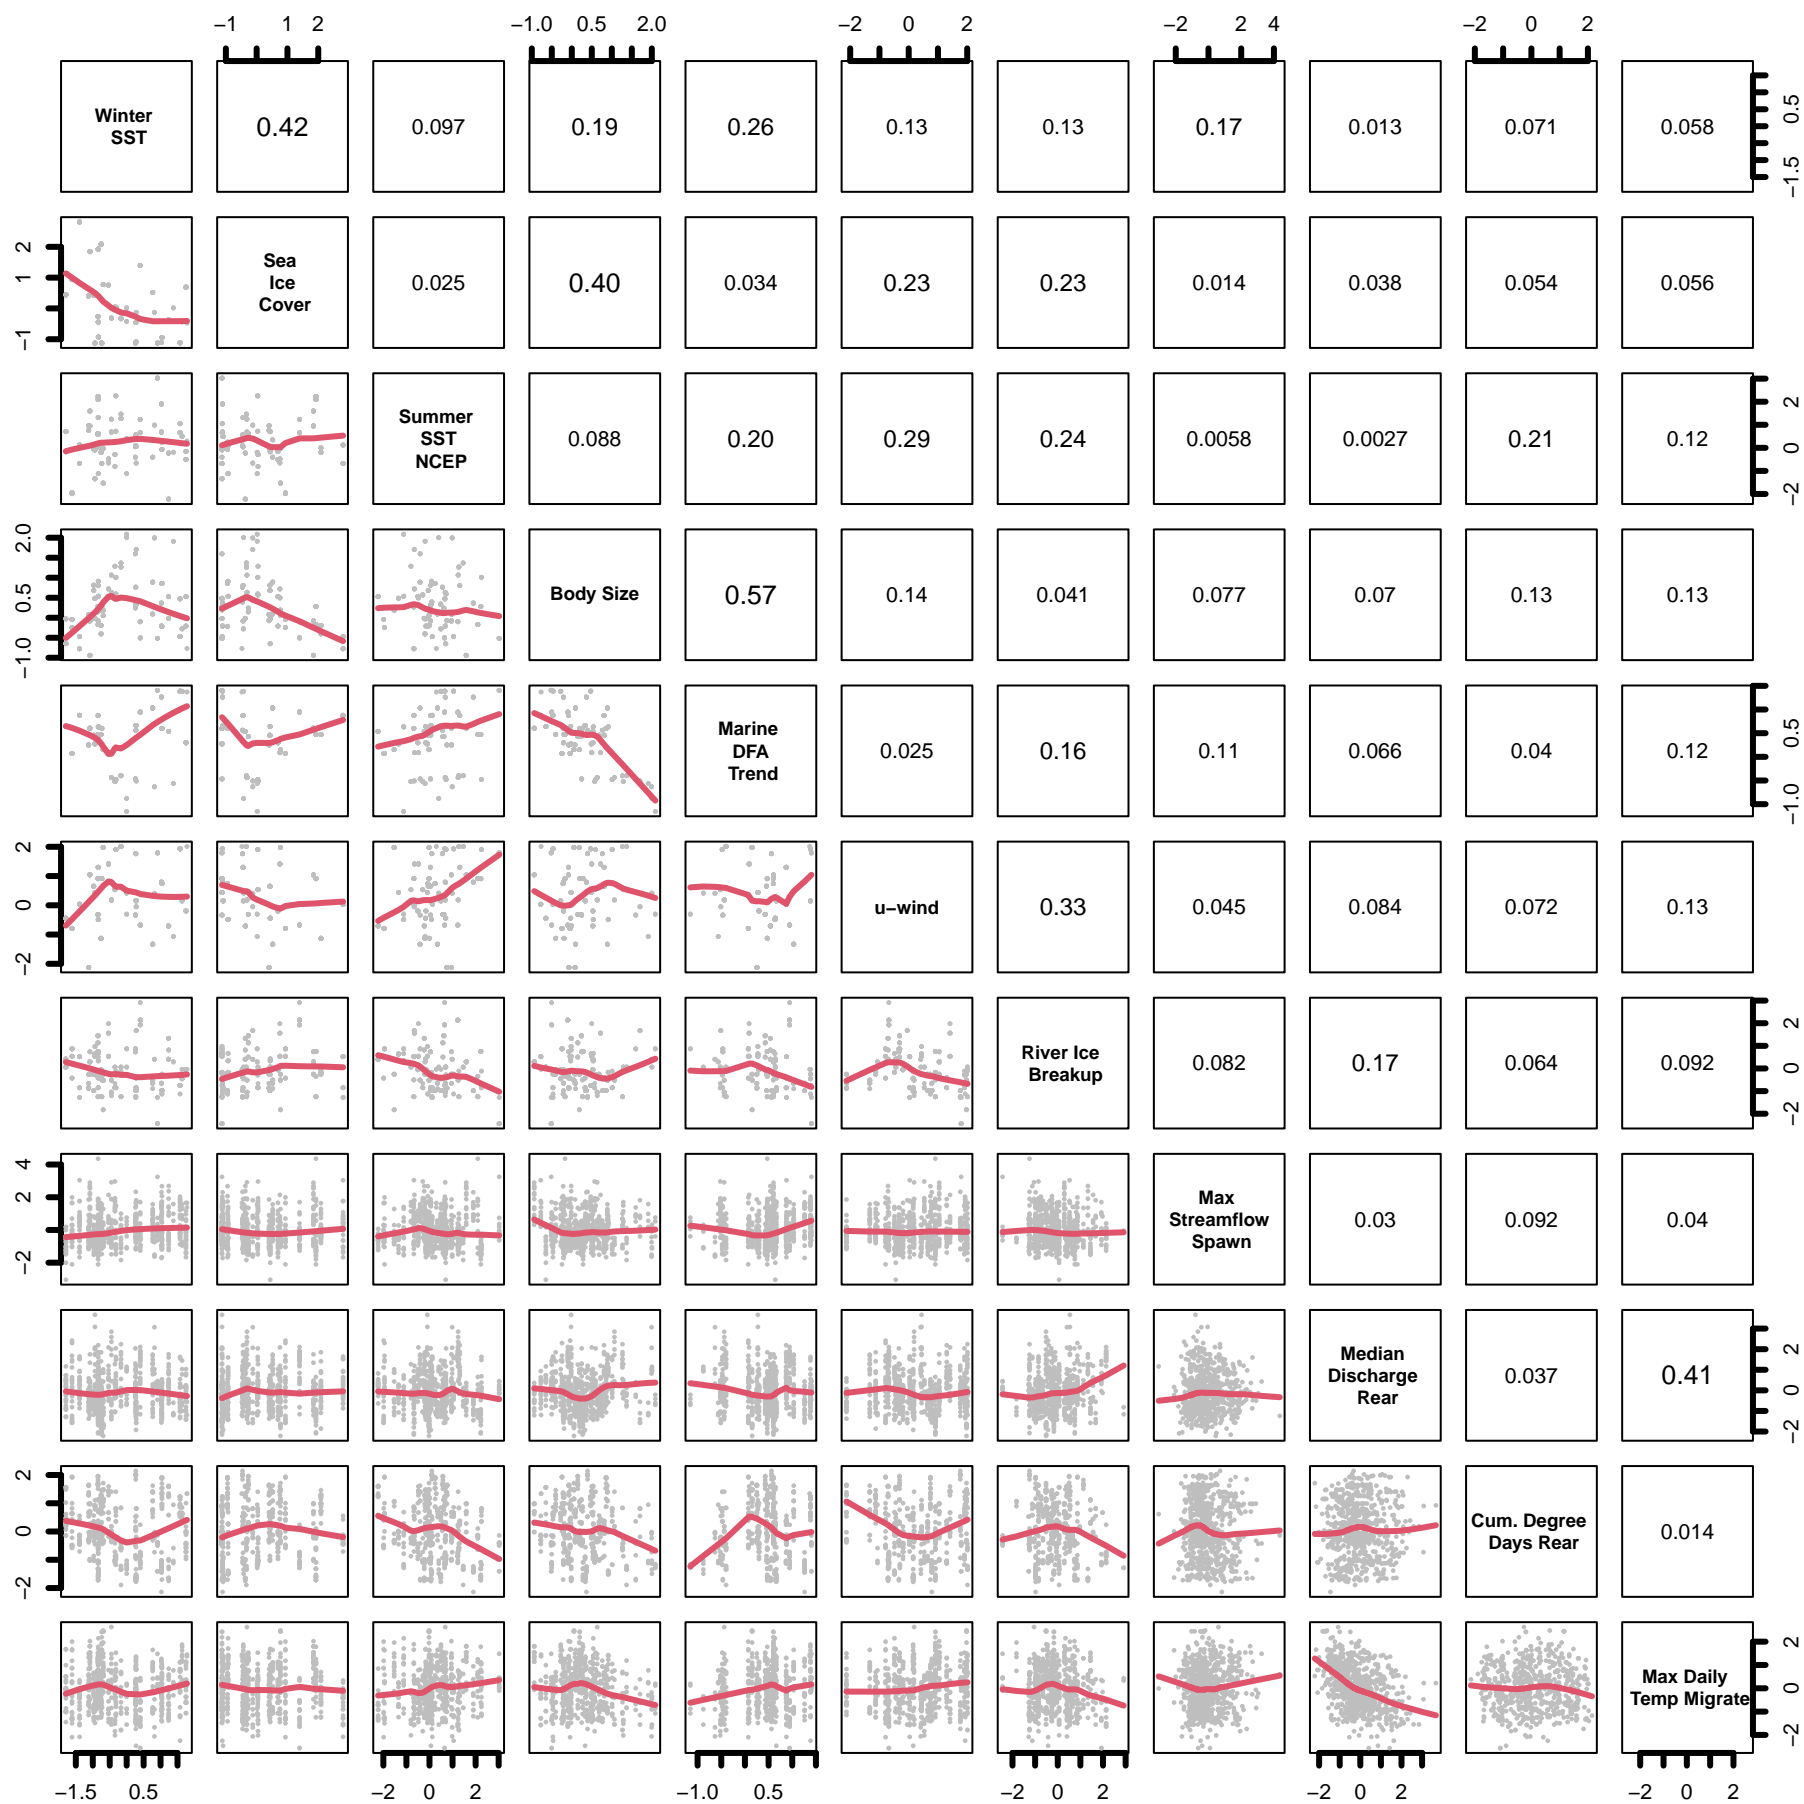 −1 1 2 −1.0 0.5 2.0 −2 0 2 −2 2 4 −2 0 2
Winter
SST
0.42 0.097 0.19 0.26 0.13 0.13 0.17 0.013 0.071 0.058
−1.5 0.5
−1 1 2
Sea
Ice
Cover
0.025 0.40 0.034 0.23 0.23 0.014 0.038 0.054 0.056
Summer
SST
NCEP
0.088 0.20 0.29 0.24 0.0058 0.0027 0.21 0.12
−2 0 2
−1.0 0.5 2.0
Body Size
0.57 0.14 0.041 0.077 0.07 0.13 0.13
Marine
DFA
Trend
0.025 0.16 0.11 0.066 0.04 0.12
−1.0 0.5
−2 0 2
u−wind
0.33 0.045 0.084 0.072 0.13
River Ice
Breakup
0.082 0.17 0.064 0.092
−2 0 2
−2 2 4
Max
Streamflow
Spawn
0.03 0.092 0.04
Median
Discharge
Rear
0.037 0.41
−2 0 2
−2 0 2
Cum. Degree
Days Rear
0.014
Max Daily
Temp Migrate
−2 0 2
−1.5 0.5 −2 0 2 −1.0 0.5 −2 0 2 −2 0 2 −2 0 2